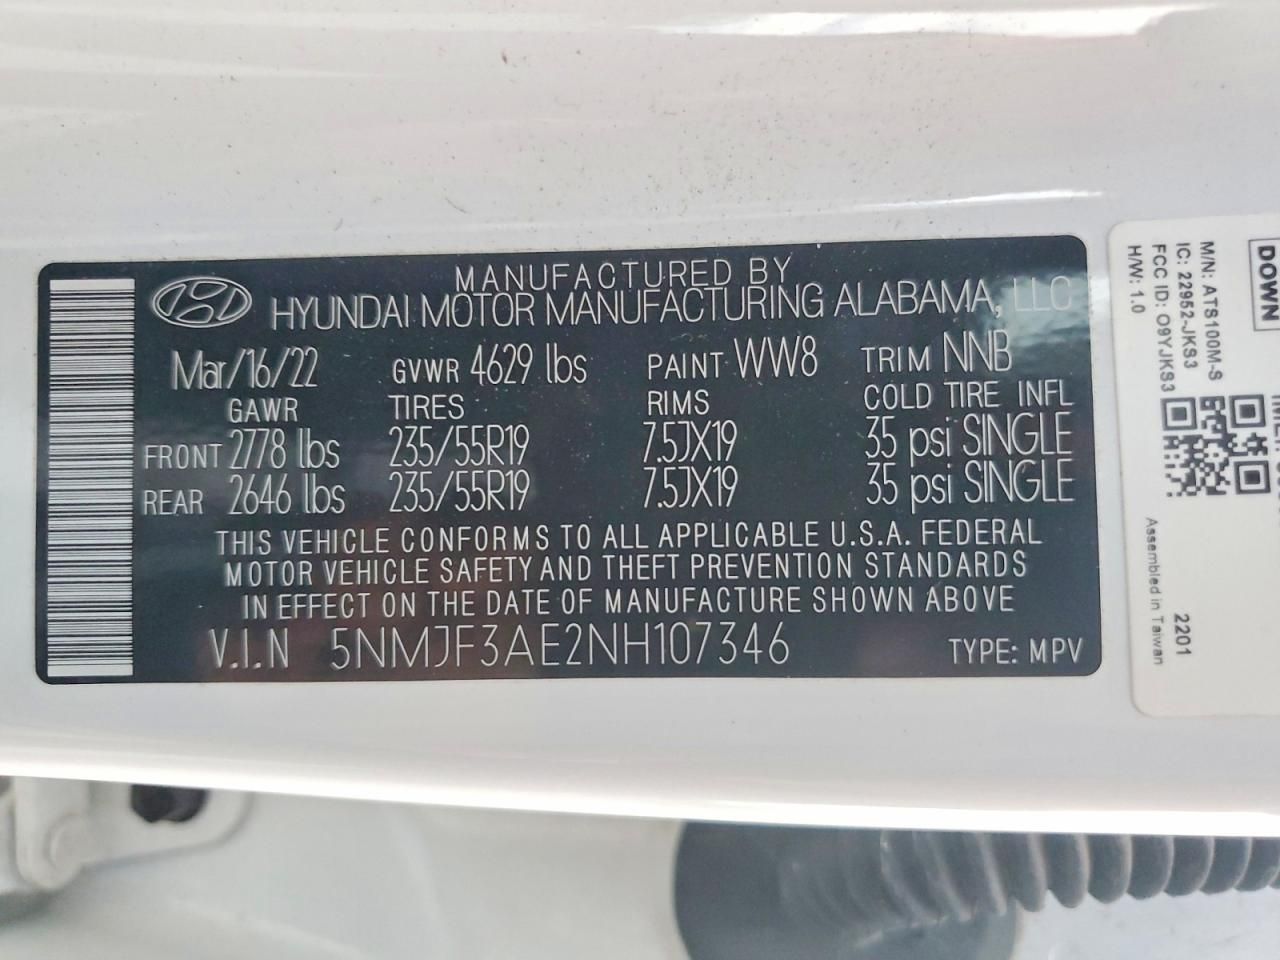 MANUFACTURED BY
HYUNDAI MOTOR MANUFACTURING ALABAMA, LLC
Mar/16/22 GVWR 4629 lbs PAINT WW8 TRIM NNB
GAWR TIRES RIMS COLD TIRE INFL
FRONT 2778 lbs 235/55R19 7.5JX19 35 psi SINGLE
REAR 2646 lbs 235/55R19 7.5JX19 35 psi SINGLE
THIS VEHICLE CONFORMS TO ALL APPLICABLE U.S.A. FEDERAL
MOTOR VEHICLE SAFETY AND THEFT PREVENTION STANDARDS
IN EFFECT ON THE DATE OF MANUFACTURE SHOWN ABOVE
V.I.N 5NMJF3AE2NH107346 TYPE: MPV
DOWN
M/N: ATS100M-S
IC: 22952-JKS3
FCC ID: O9YJKS3
H/W: 1.0
2201
Assembled in Taiwan